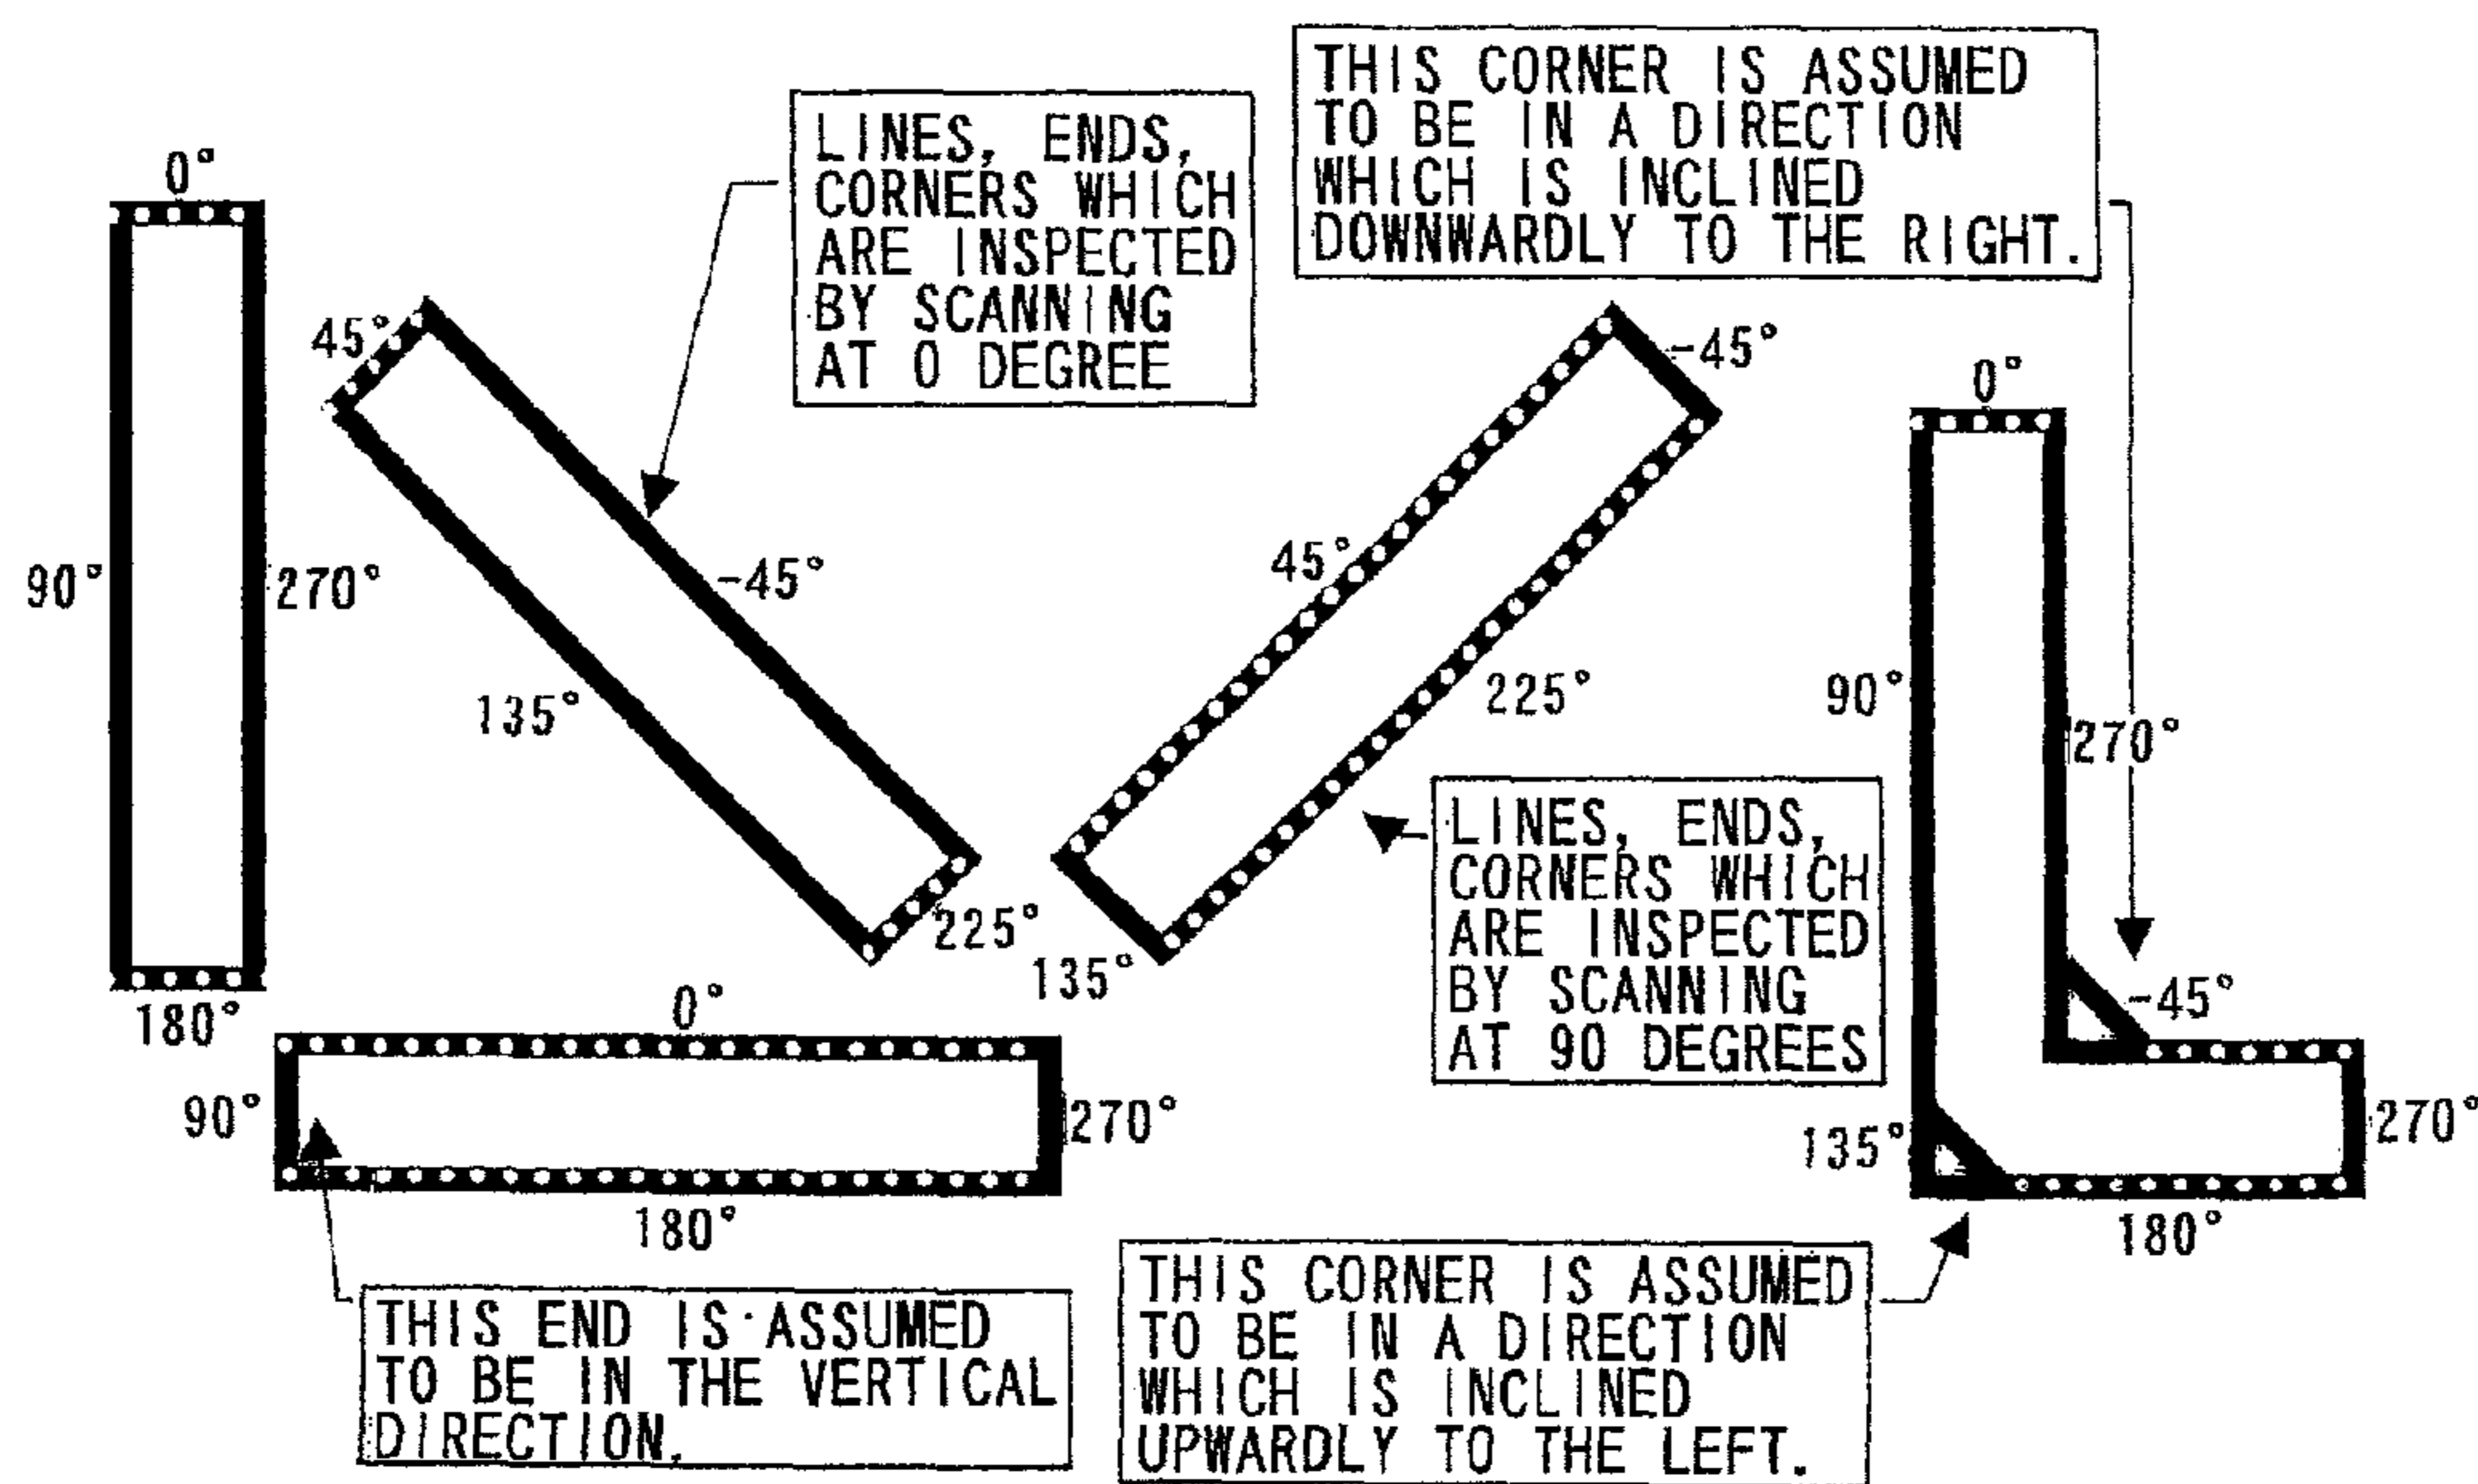 THIS CORNER IS ASSUMED
TO BE IN A DIRECTION
WHICH IS INCLINED
DOWNWARDLY TO THE RIGHT.
LINES, ENDS,
CORNERS WHICH
ARE INSPECTED
BY SCANNING
AT 0 DEGREE
0°
90°
270°
180°
45°
-45°
135°
225°
-45°
45°
225°
135°
0°
90°
270°
-45°
135°
270°
180°
LINES, ENDS,
CORNERS WHICH
ARE INSPECTED
BY SCANNING
AT 90 DEGREES
0°
90°
270°
180°
THIS END IS ASSUMED
TO BE IN THE VERTICAL
DIRECTION.
THIS CORNER IS ASSUMED
TO BE IN A DIRECTION
WHICH IS INCLINED
UPWARDLY TO THE LEFT.